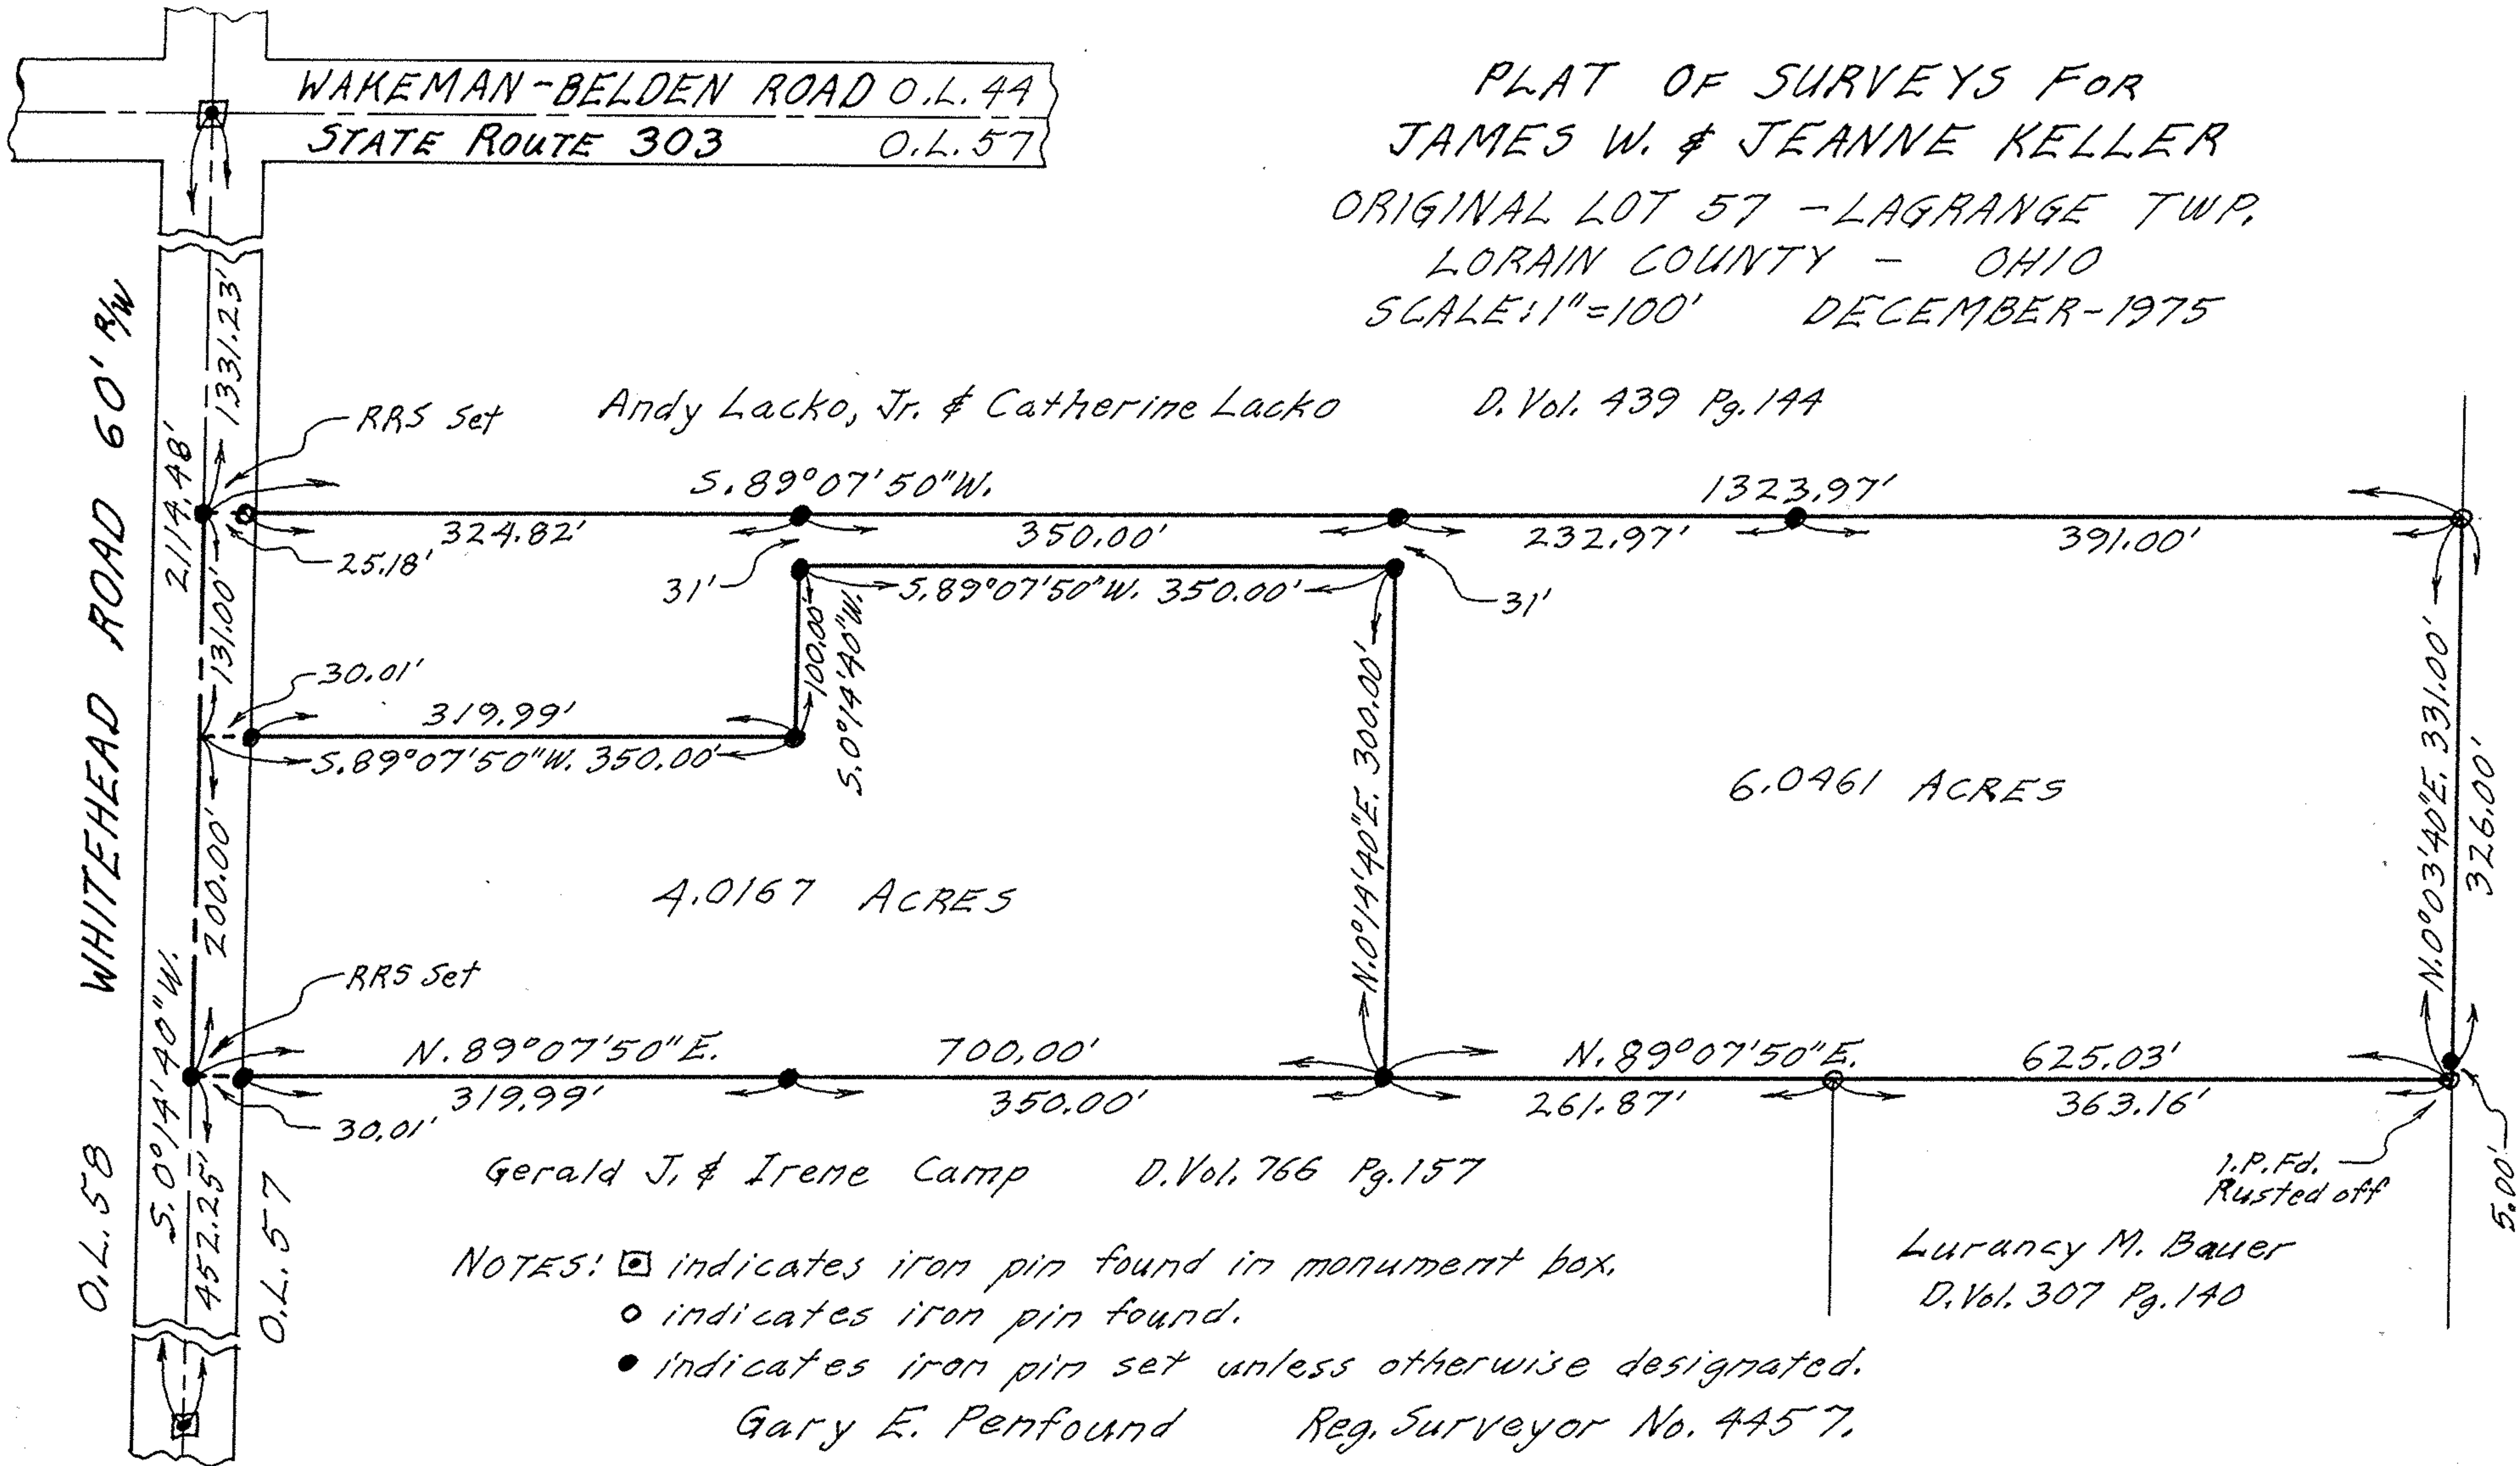 WAKEMAN-BELDEN ROAD O.L.44
STATE ROUTE 303 O.L.57
PLAT OF SURVEYS FOR
JAMES W. & JEANNE KELLER
ORIGINAL LOT 57 - LAGRANGE TWP.
LORAIN COUNTY - OHIO
SCALE: 1"=100' DECEMBER-1975
WHITEHEAD ROAD 60' R/W
2114.48'
1331.23'
RRS Set
Andy Lacko, Jr. & Catherine Lacko D. Vol. 439 Pg. 144
S. 89°07'50"W. 1323.97'
324.82' 350.00' 232.97' 391.00'
25.18'
31'
S. 89°07'50"W. 350.00'
31'
131.00'
100.00'
S. 0°14'40"W.
30.01'
319.99'
S. 89°07'50"W. 350.00'
200.00'
N. 0°14'40"E. 300.00'
6.0461 ACRES
N. 0°03'40"E. 331.00'
326.00'
4.0167 ACRES
RRS Set
S. 0°14'40"W.
N. 89°07'50"E. 700.00' N. 89°07'50"E. 625.03'
319.99' 350.00' 261.87' 363.16'
30.01'
452.25'
O.L. 58
O.L. 57
Gerald J. & Irene Camp D. Vol. 766 Pg. 157
I.P. Fd.
Rusted off
5.00'
Lurancy M. Bauer
D. Vol. 307 Pg. 140
NOTES: indicates iron pin found in monument box.
indicates iron pin found.
indicates iron pin set unless otherwise designated.
Gary E. Penfound Reg. Surveyor No. 4457.